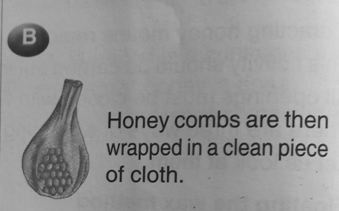 B
Honey combs are then
wrapped in a clean piece
of cloth.